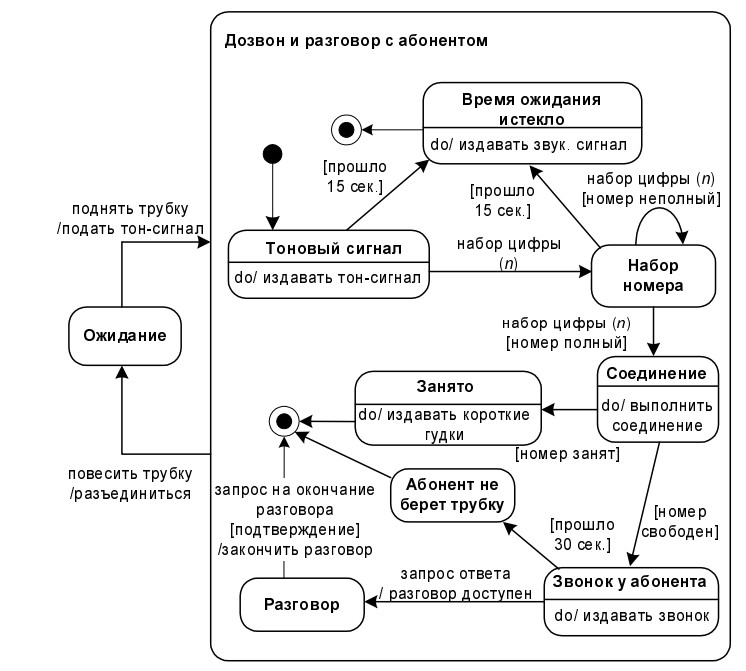 Дозвон и разговор с абонентом
Время ожидания
истекло
do/ издавать звук. сигнал
[прошло
15 сек.]
[прошло
15 сек.]
набор цифры (n)
[номер неполный]
поднять трубку
/подать тон-сигнал
Тоновый сигнал
do/ издавать тон-сигнал
набор цифры
(n)
Набор
номера
Ожидание
набор цифры (n)
[номер полный]
Соединение
do/ выполнить
соединение
Занято
do/ издавать короткие
гудки
[номер занят]
повесить трубку
/разъединиться
запрос на окончание
разговора
[подтверждение]
/закончить разговор
Абонент не
берет трубку
[прошло
30 сек.]
[номер
свободен]
запрос ответа
/ разговор доступен
Звонок у абонента
do/ издавать звонок
Разговор